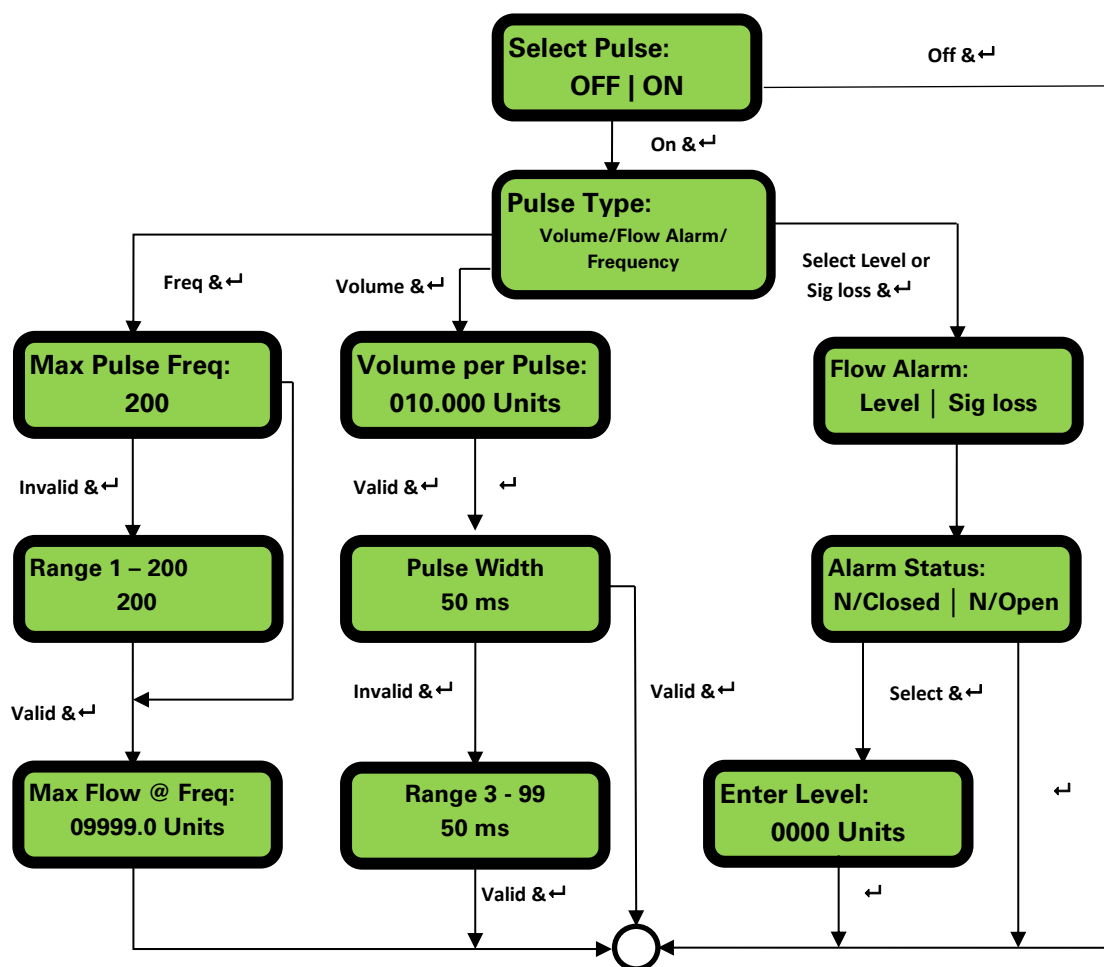 Select Pulse:
OFF | ON
Off & ↵
On & ↵
Pulse Type:
Volume/Flow Alarm/
Frequency
Freq & ↵
Volume & ↵
Select Level or
Sig loss & ↵
Max Pulse Freq:
200
Volume per Pulse:
010.000 Units
Flow Alarm:
Level | Sig loss
Invalid & ↵
Valid & ↵
↵
Range 1 – 200
200
Pulse Width
50 ms
Alarm Status:
N/Closed | N/Open
Valid & ↵
Invalid & ↵
Valid & ↵
Select & ↵
Max Flow @ Freq:
09999.0 Units
Range 3 - 99
50 ms
Enter Level:
0000 Units
↵
Valid & ↵
↵